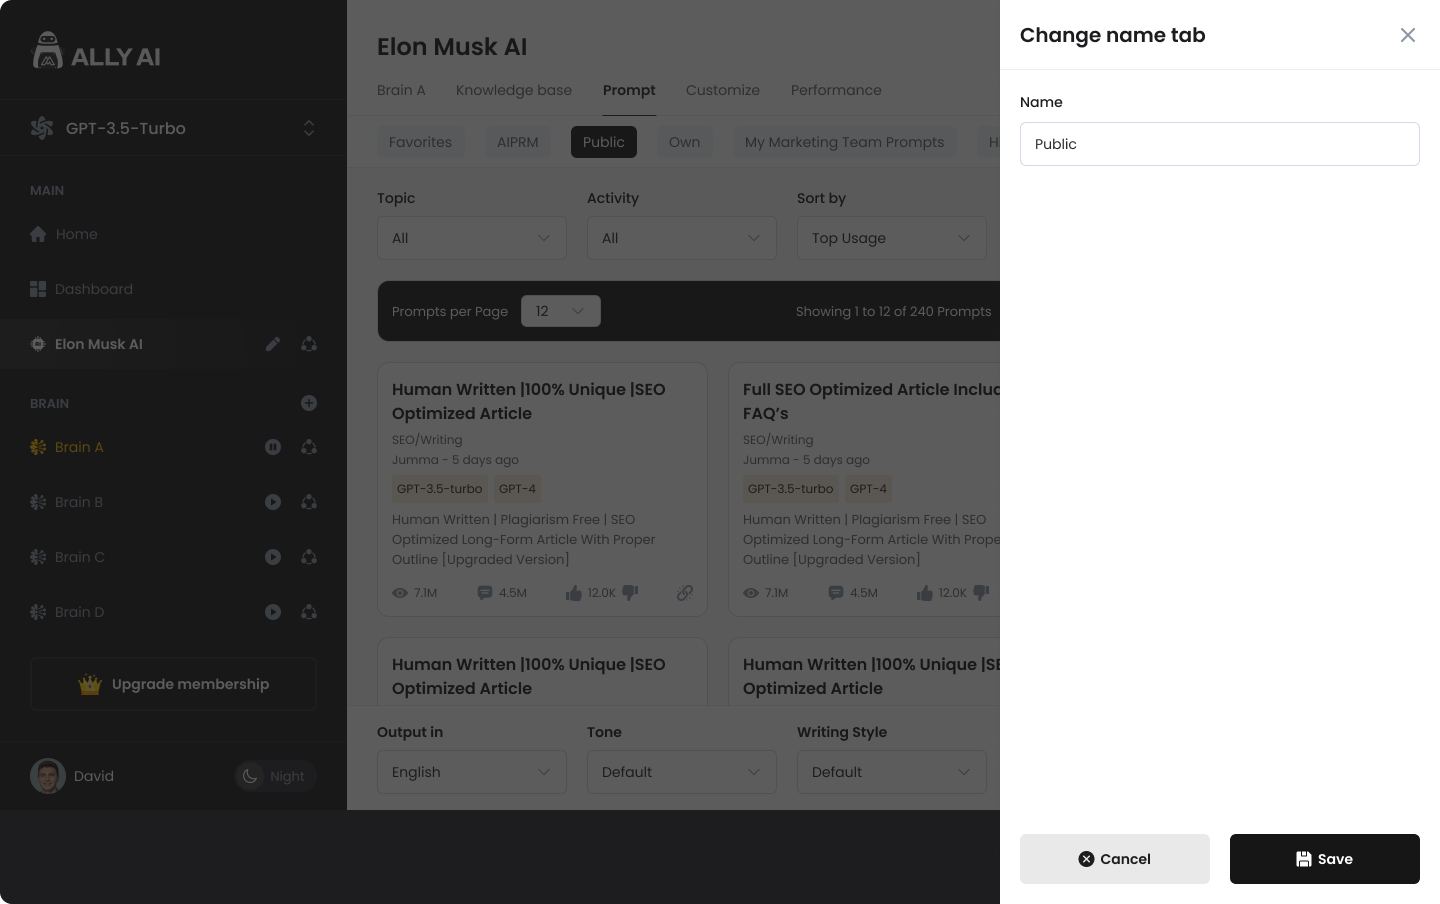 ALLY AI
GPT-3.5-Turbo
MAIN
Home
Dashboard
Elon Musk AI
BRAIN
Brain A
Brain B
Brain C
Brain D
Upgrade membership
David
Night
Elon Musk AI
Brain A Knowledge base Prompt Customize Performance
Favorites AIPRM Public Own My Marketing Team Prompts
Topic Activity Sort by
All All Top Usage
Prompts per Page 12 Showing 1 to 12 of 240 Prompts
Human Written |100% Unique |SEO
Optimized Article
SEO/Writing
Jumma - 5 days ago
GPT-3.5-turbo GPT-4
Human Written | Plagiarism Free | SEO
Optimized Long-Form Article With Proper
Outline [Upgraded Version]
7.1M 4.5M 12.0K
Full SEO Optimized Article Includ
FAQ’s
SEO/Writing
Jumma - 5 days ago
GPT-3.5-turbo GPT-4
Human Written | Plagiarism Free | SEO
Optimized Long-Form Article With Prope
Outline [Upgraded Version]
7.1M 4.5M 12.0K
Human Written |100% Unique |SEO
Optimized Article
Human Written |100% Unique |SE
Optimized Article
Output in Tone Writing Style
English Default Default
Change name tab
Name
Public
Cancel Save